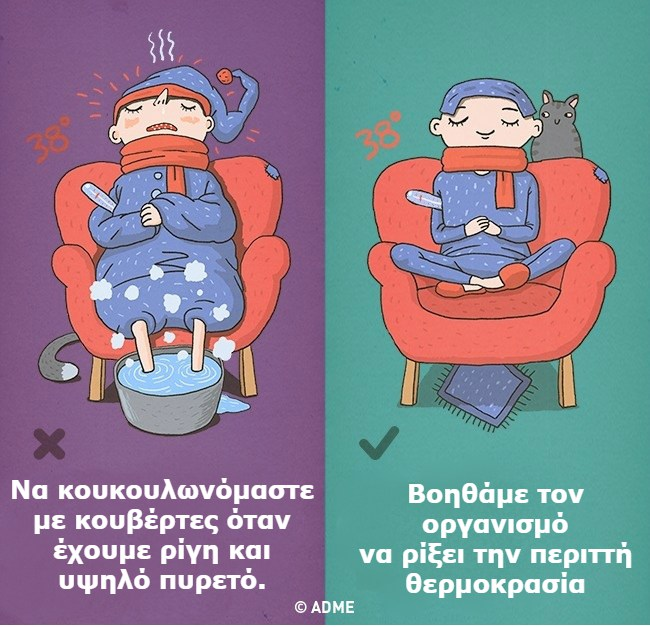 38°
38°
Να κουκουλωνόμαστε
με κουβέρτες όταν
έχουμε ρίγη και
υψηλό πυρετό.
Βοηθάμε τον
οργανισμό
να ρίξει την περιττή
θερμοκρασία
© ADME